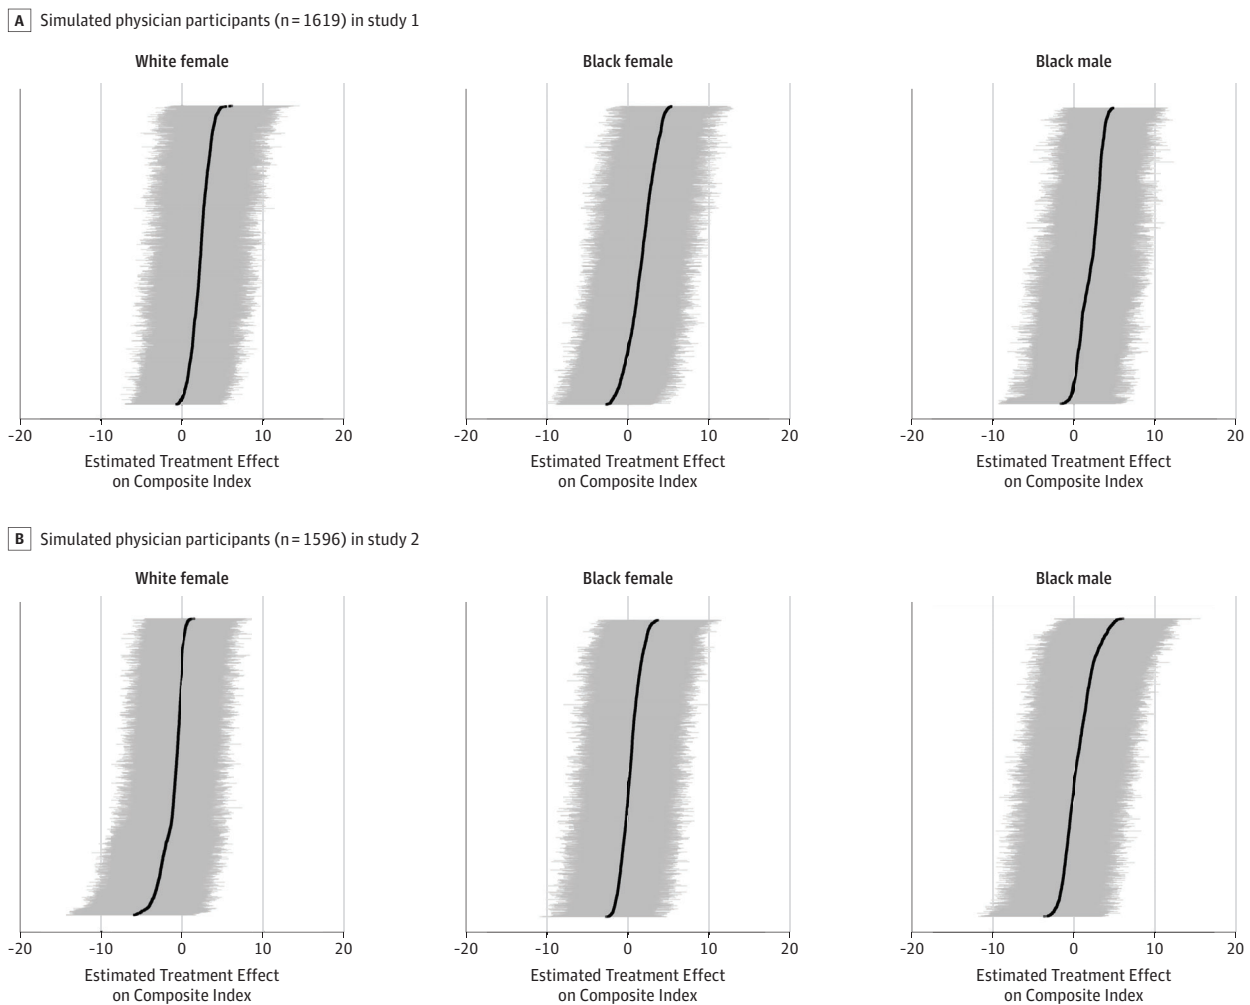 A Simulated physician participants (n = 1619) in study 1
White female
Black female
Black male
-20 -10 0 10 20
-20 -10 0 10 20
-20 -10 0 10 20
Estimated Treatment Effect
on Composite Index
Estimated Treatment Effect
on Composite Index
Estimated Treatment Effect
on Composite Index
B Simulated physician participants (n = 1596) in study 2
White female
Black female
Black male
-20 -10 0 10 20
-20 -10 0 10 20
-20 -10 0 10 20
Estimated Treatment Effect
on Composite Index
Estimated Treatment Effect
on Composite Index
Estimated Treatment Effect
on Composite Index